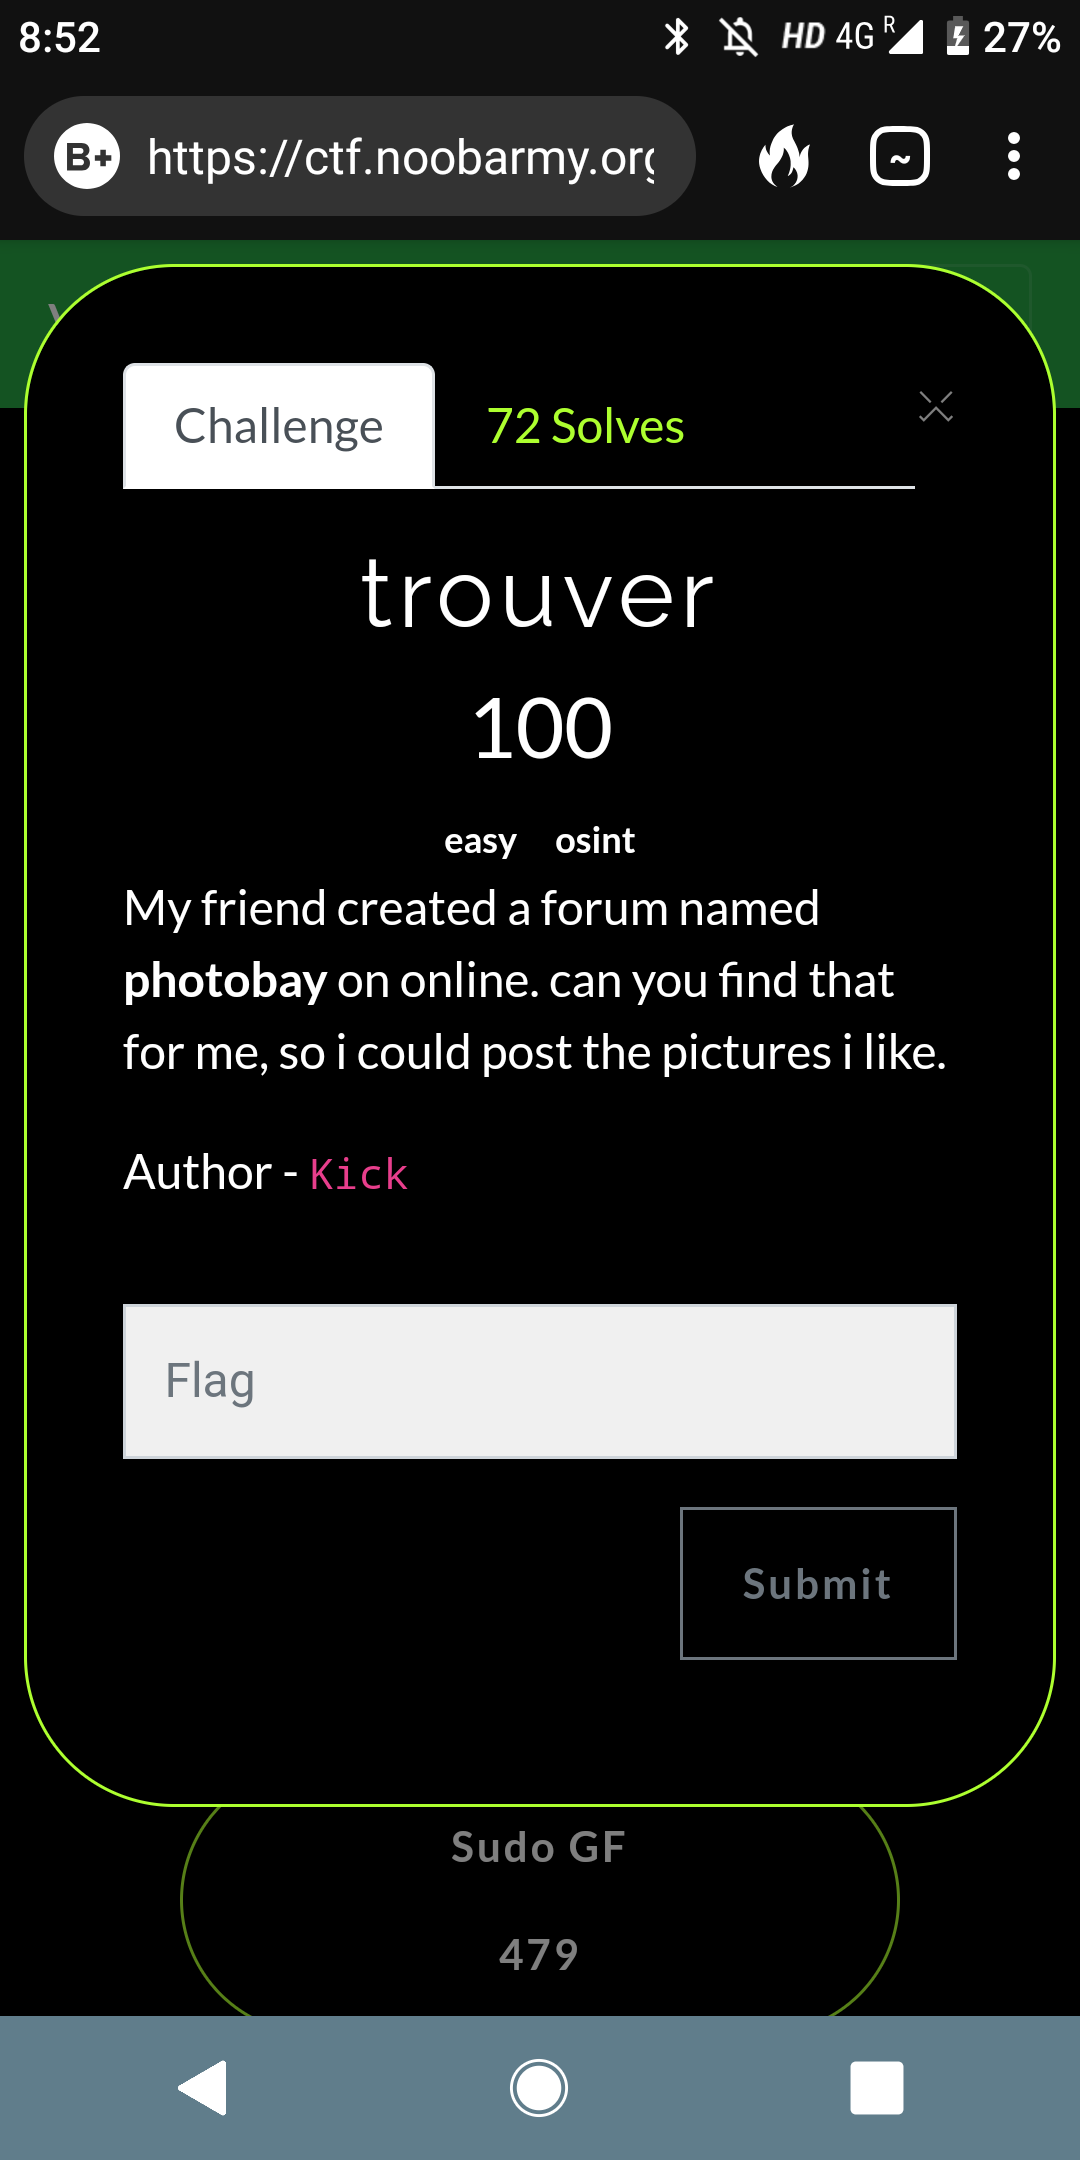 8:52
HD 4G R 27%
B+ https://ctf.noobarmy.org
Challenge
72 Solves
trouver
100
easy osint
My friend created a forum named
photobay on online. can you find that
for me, so i could post the pictures i like.
Author - Kick
Flag
Submit
Sudo GF
479